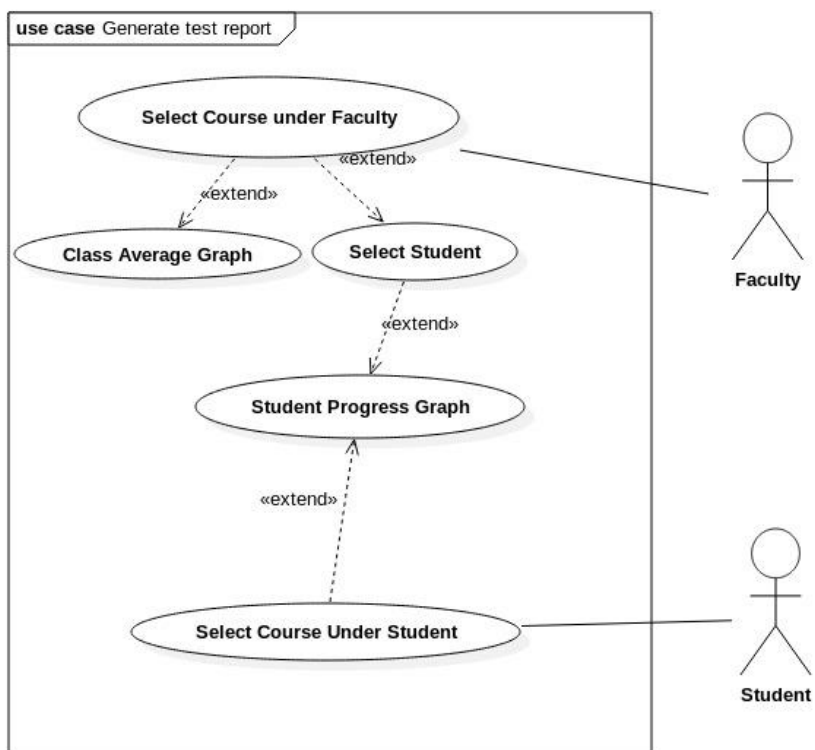 use case Generate test report
Select Course under Faculty
«extend»
«extend»
Class Average Graph
Select Student
Faculty
«extend»
Student Progress Graph
«extend»
Select Course Under Student
Student